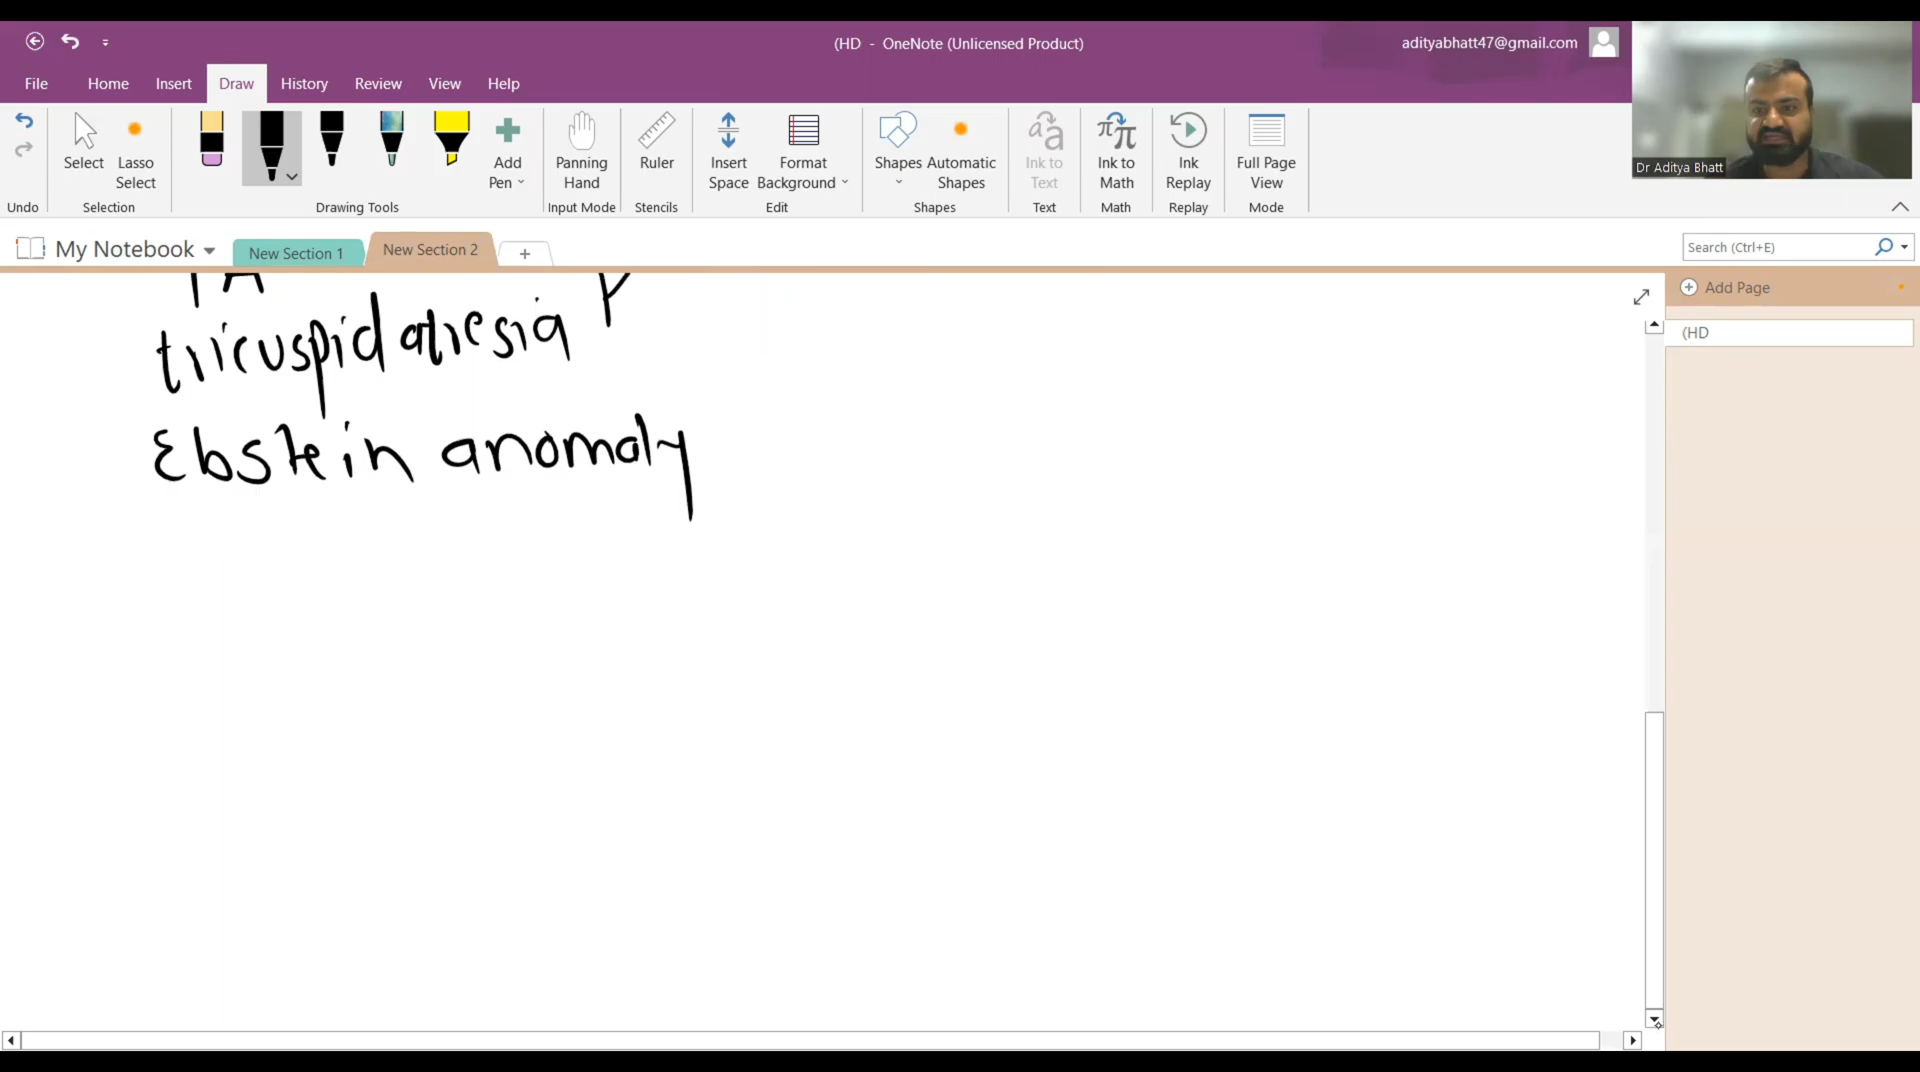 (HD - OneNote (Unlicensed Product)
adityabhatt47@gmail.com
File Home Insert Draw History Review View Help
Dr Aditya Bhatt
Select
Lasso Select
Add Pen
Panning Hand
Ruler
Insert Space
Format Background
Shapes
Automatic Shapes
Ink to Text
Ink to Math
Ink Replay
Full Page View
Undo Selection Drawing Tools Input Mode Stencils Edit Shapes Text Math Replay Mode
My Notebook New Section 1 New Section 2 +
Search (Ctrl+E)
Add Page
(HD
tricuspid atresia
Ebstein anomaly